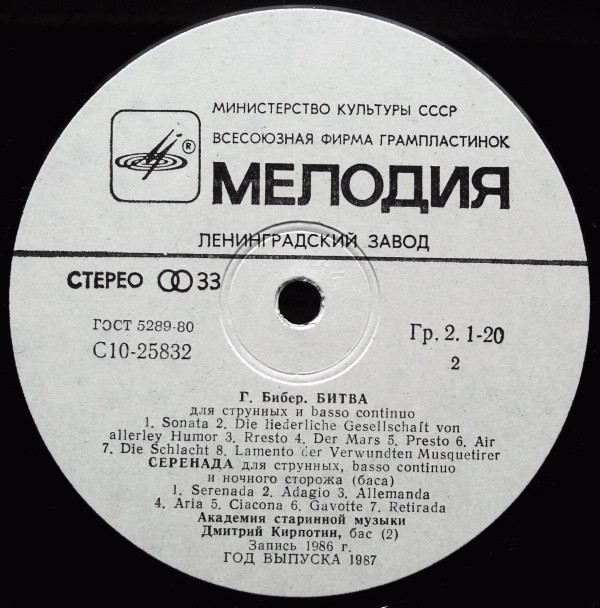 МИНИСТЕРСТВО КУЛЬТУРЫ СССР
ВСЕСОЮЗНАЯ ФИРМА ГРАМПЛАСТИНОК
®
МЕЛОДИЯ
ЛЕНИНГРАДСКИЙ ЗАВОД
СТЕРЕО 33
ГОСТ 5289-80
Гр. 2. 1-20
С10-25832
2
Г. Бибер. БИТВА
для струнных и basso continuo
1. Sonata 2. Die liederliche Gesellschaft von
allerley Humor 3. Rresto 4. Der Mars 5. Presto 6. Air
7. Die Schlacht 8. Lamento der Verwundten Musquetirer
СЕРЕНАДА для струнных, basso continuo
и ночного сторожа (баса)
1. Serenada 2. Adagio 3. Allemanda
4. Aria 5. Ciacona 6. Gavotte 7. Retirada
Академия старинной музыки
Дмитрий Кирпотин, бас (2)
Запись 1986 г.
ГОД ВЫПУСКА 1987